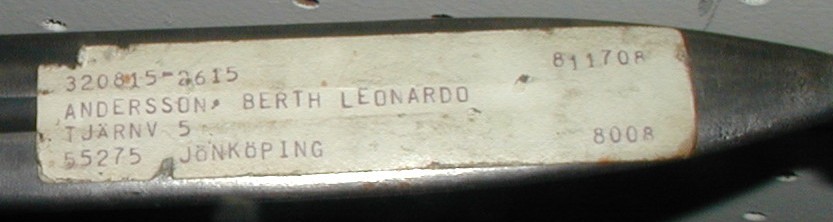 320815-2615 811708
ANDERSSON, BERTH LEONARDO
TJÄRNV 5
55275 JÖNKÖPING 8008